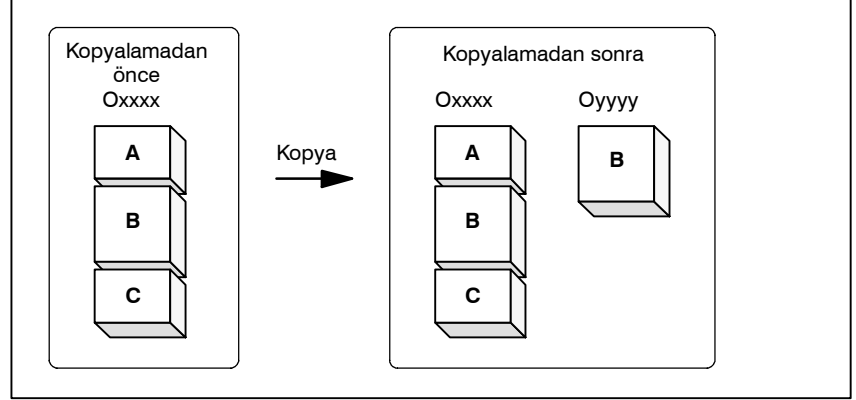 Kopyalamadan
önce
Oxxxx
A
B
C
Kopya
Kopyalamadan sonra
Oxxxx
Oyyyy
A
B
B
C